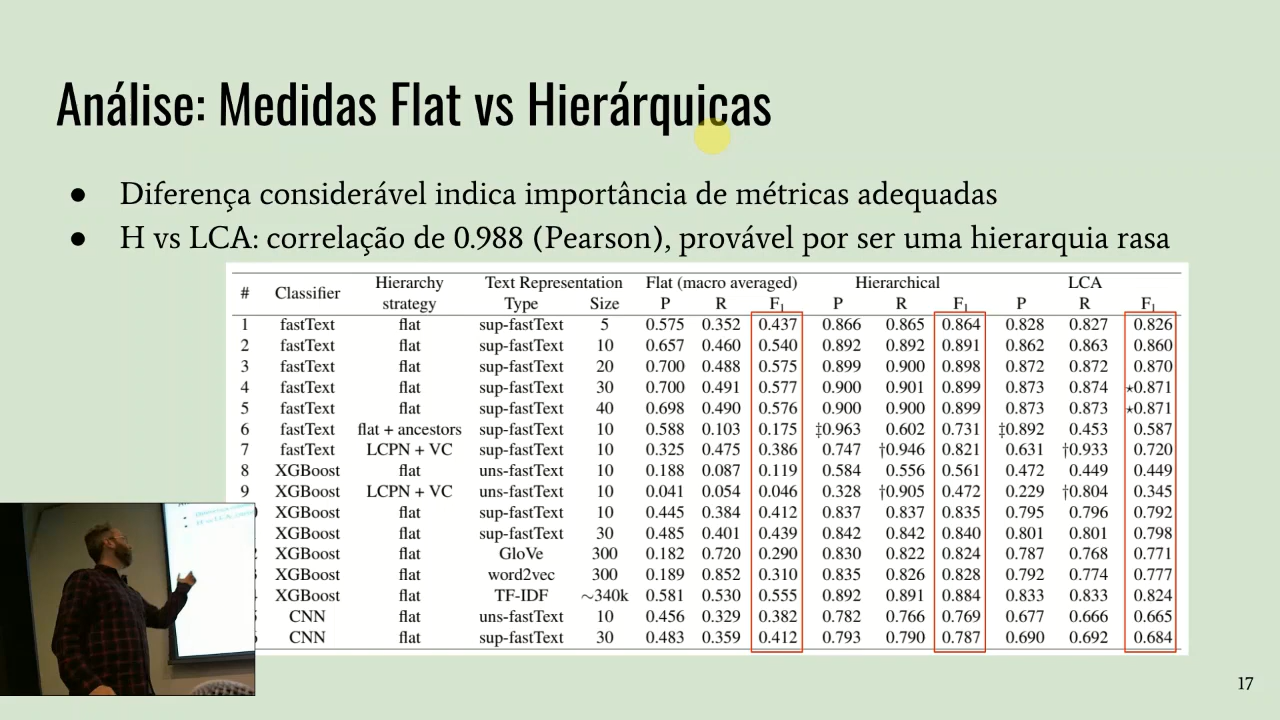 Análise: Medidas Flat vs Hierárquicas
● Diferença considerável indica importância de métricas adequadas
● H vs LCA: correlação de 0.988 (Pearson), provável por ser uma hierarquia rasa
# Classifier Hierarchy strategy Text Representation Flat (macro averaged) Hierarchical LCA
Type Size P R F1 P R F1 P R F1
1 fastText flat sup-fastText 5 0.575 0.352 0.437 0.866 0.865 0.864 0.828 0.827 0.826
2 fastText flat sup-fastText 10 0.657 0.460 0.540 0.892 0.892 0.891 0.862 0.863 0.860
3 fastText flat sup-fastText 20 0.700 0.488 0.575 0.899 0.900 0.898 0.872 0.872 0.870
4 fastText flat sup-fastText 30 0.700 0.491 0.577 0.900 0.901 0.899 0.873 0.874 ⋆0.871
5 fastText flat sup-fastText 40 0.698 0.490 0.576 0.900 0.900 0.899 0.873 0.873 ⋆0.871
6 fastText flat + ancestors sup-fastText 10 0.588 0.103 0.175 ‡0.963 0.602 0.731 ‡0.892 0.453 0.587
7 fastText LCPN + VC sup-fastText 10 0.325 0.475 0.386 0.747 †0.946 0.821 0.631 †0.933 0.720
8 XGBoost flat uns-fastText 10 0.188 0.087 0.119 0.584 0.556 0.561 0.472 0.449 0.449
9 XGBoost LCPN + VC uns-fastText 10 0.041 0.054 0.046 0.328 †0.905 0.472 0.229 †0.804 0.345
XGBoost flat sup-fastText 10 0.445 0.384 0.412 0.837 0.837 0.835 0.795 0.796 0.792
XGBoost flat sup-fastText 30 0.485 0.401 0.439 0.842 0.842 0.840 0.801 0.801 0.798
XGBoost flat GloVe 300 0.182 0.720 0.290 0.830 0.822 0.824 0.787 0.768 0.771
XGBoost flat word2vec 300 0.189 0.852 0.310 0.835 0.826 0.828 0.792 0.774 0.777
XGBoost flat TF-IDF ∼340k 0.581 0.530 0.555 0.892 0.891 0.884 0.833 0.833 0.824
CNN flat uns-fastText 10 0.456 0.329 0.382 0.782 0.766 0.769 0.677 0.666 0.665
CNN flat sup-fastText 30 0.483 0.359 0.412 0.793 0.790 0.787 0.690 0.692 0.684
17